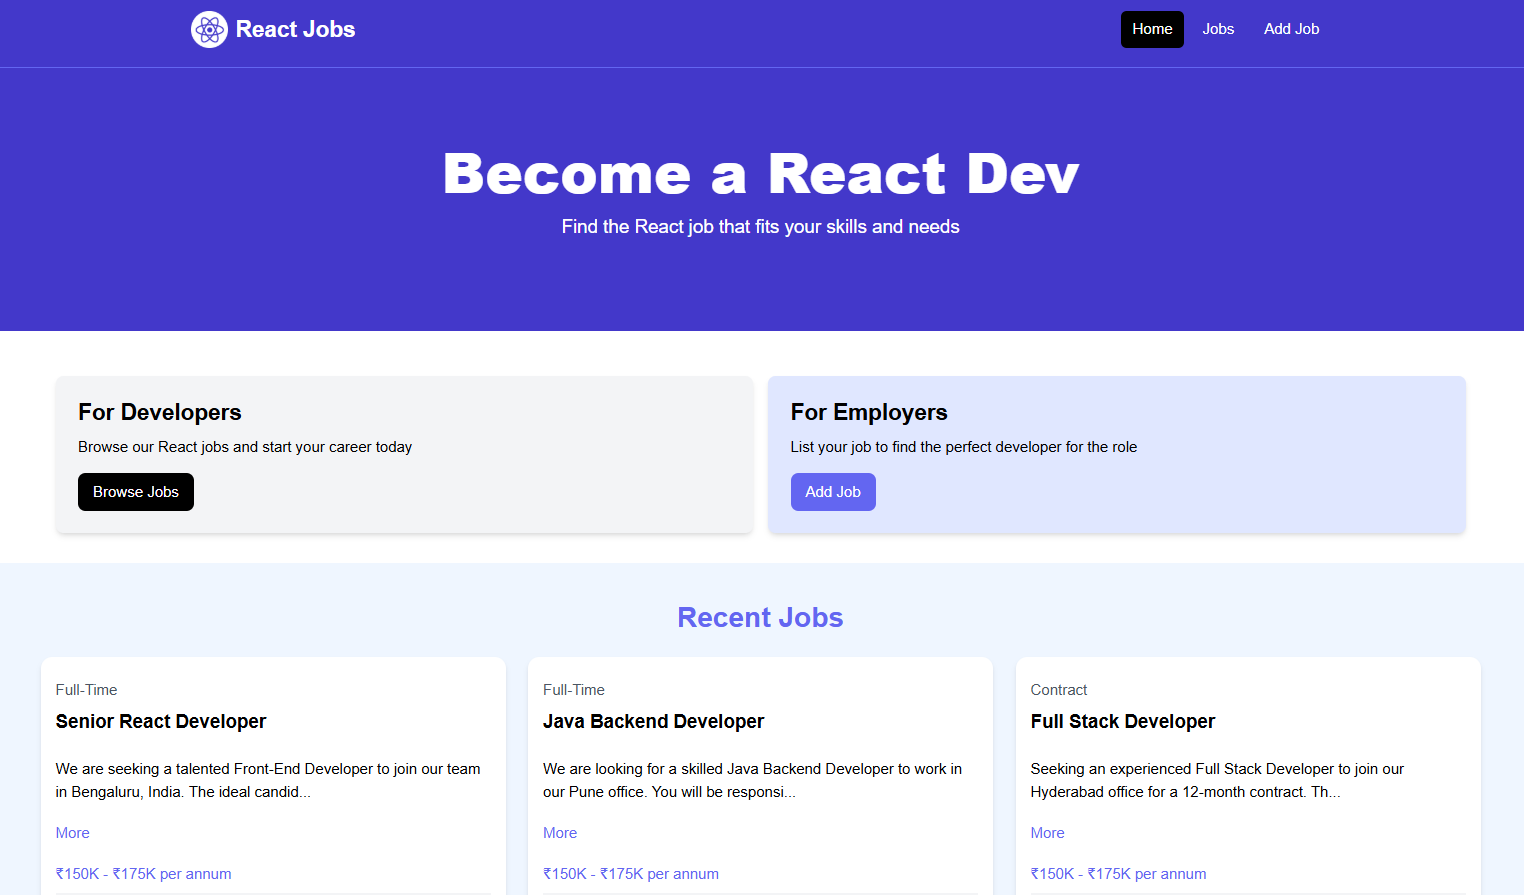 React Jobs
Home
Jobs
Add Job
Become a React Dev
Find the React job that fits your skills and needs
For Developers
Browse our React jobs and start your career today
Browse Jobs
For Employers
List your job to find the perfect developer for the role
Add Job
Recent Jobs
Full-Time
Senior React Developer
We are seeking a talented Front-End Developer to join our team
in Bengaluru, India. The ideal candid...
More
₹150K - ₹175K per annum
Full-Time
Java Backend Developer
We are looking for a skilled Java Backend Developer to work in
our Pune office. You will be responsi...
More
₹150K - ₹175K per annum
Contract
Full Stack Developer
Seeking an experienced Full Stack Developer to join our
Hyderabad office for a 12-month contract. Th...
More
₹150K - ₹175K per annum